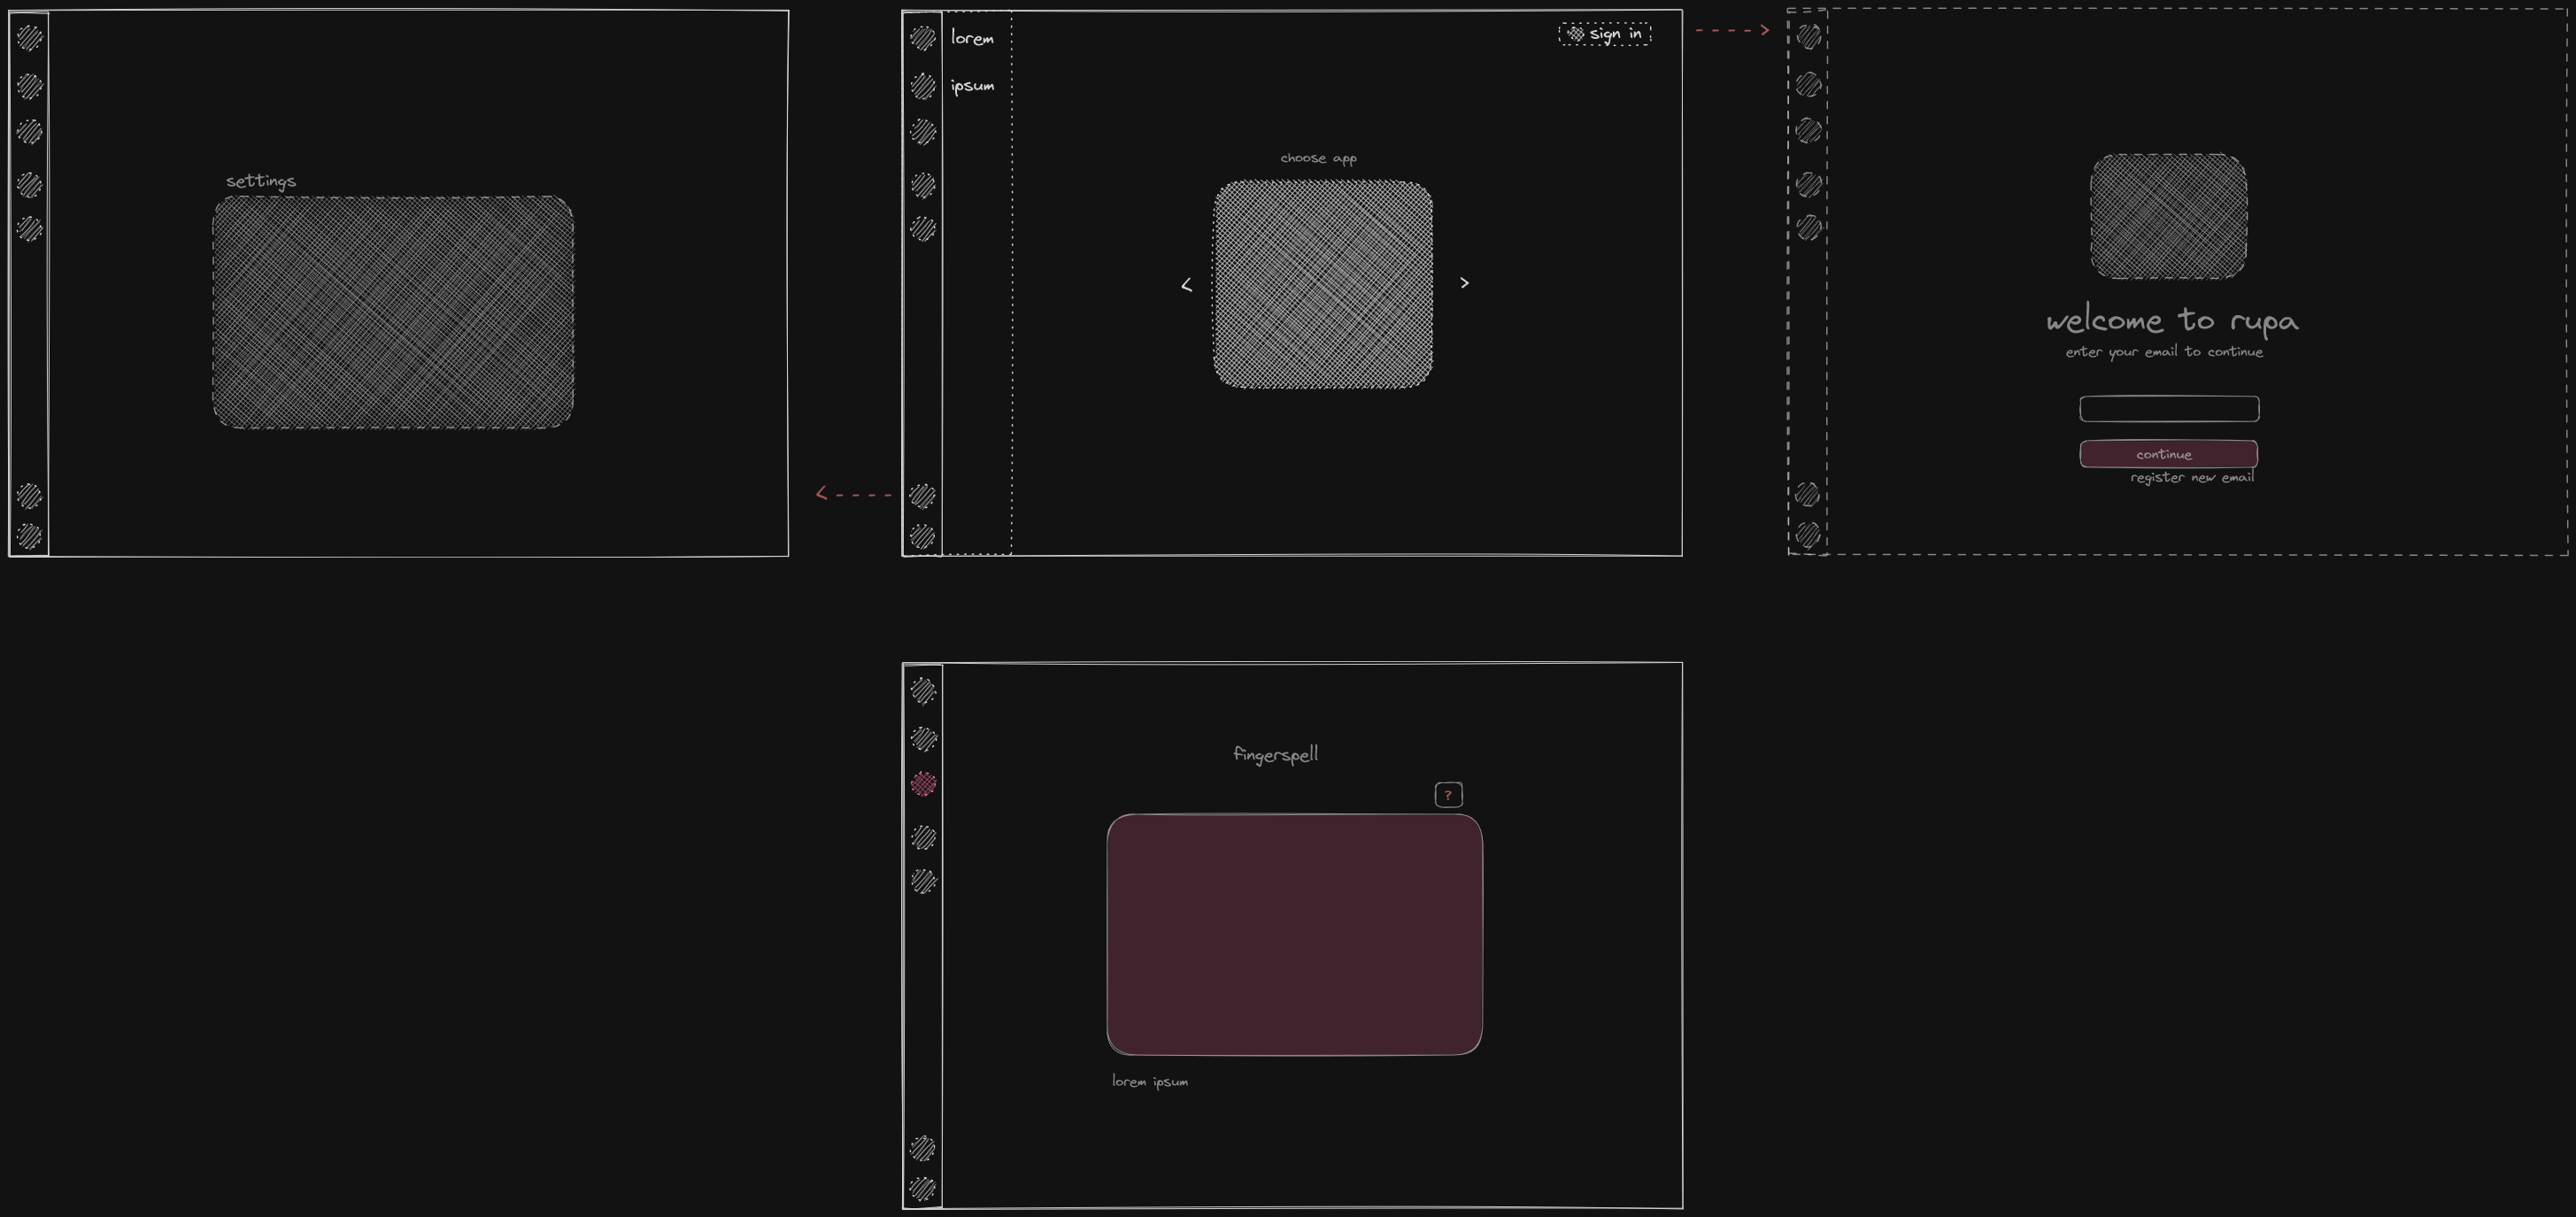 settings
lorem
ipsum
sign in
choose app
<
>
welcome to rupa
enter your email to continue
continue
register new email
fingerspell
?
lorem ipsum